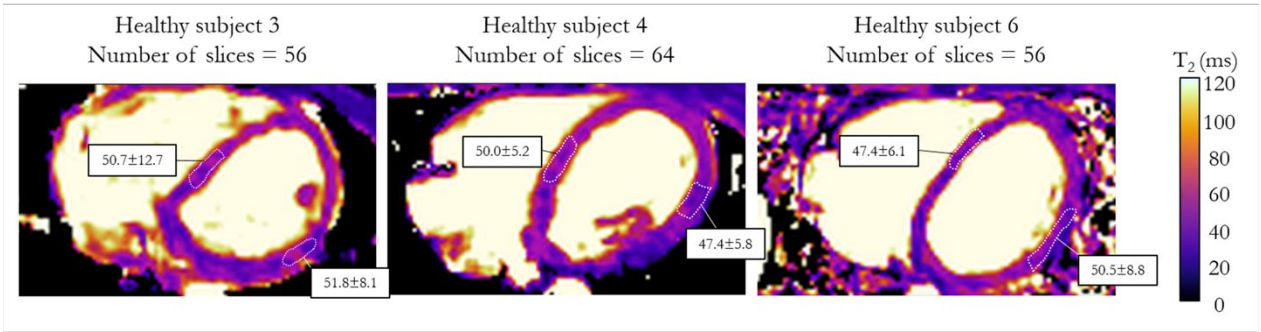 Healthy subject 3
Number of slices = 56
Healthy subject 4
Number of slices = 64
Healthy subject 6
Number of slices = 56
T2 (ms)
120
100
80
60
40
20
0
50.7±12.7
51.8±8.1
50.0±5.2
47.4±5.8
47.4±6.1
50.5±8.8